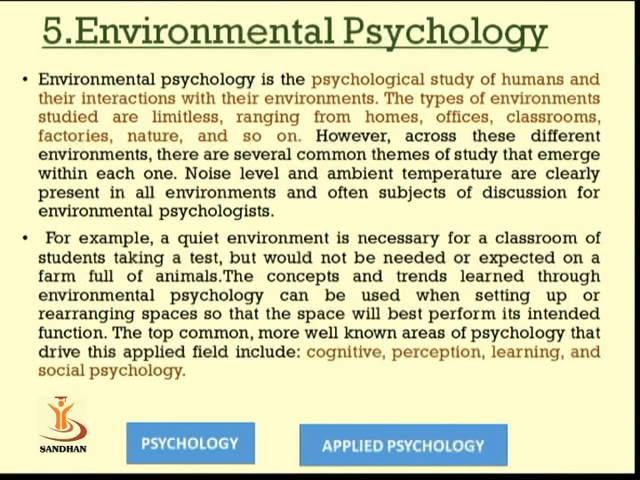 5.Environmental Psychology
• Environmental psychology is the psychological study of humans and
their interactions with their environments. The types of environments
studied are limitless, ranging from homes, offices, classrooms,
factories, nature, and so on. However, across these different
environments, there are several common themes of study that emerge
within each one. Noise level and ambient temperature are clearly
present in all environments and often subjects of discussion for
environmental psychologists.
• For example, a quiet environment is necessary for a classroom of
students taking a test, but would not be needed or expected on a
farm full of animals.The concepts and trends learned through
environmental psychology can be used when setting up or
rearranging spaces so that the space will best perform its intended
function. The top common, more well known areas of psychology that
drive this applied field include: cognitive, perception, learning, and
social psychology.
SANDHAN
PSYCHOLOGY
APPLIED PSYCHOLOGY